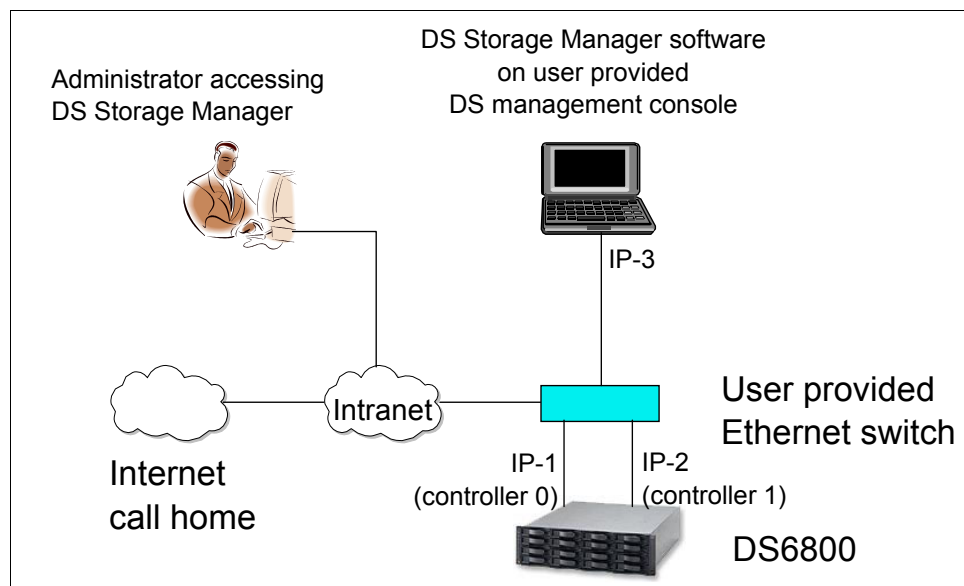 DS Storage Manager software
on user provided
DS management console
Administrator accessing
DS Storage Manager
IP-3
Intranet
User provided
Ethernet switch
Internet
call home
IP-1
(controller 0)
IP-2
(controller 1)
DS6800